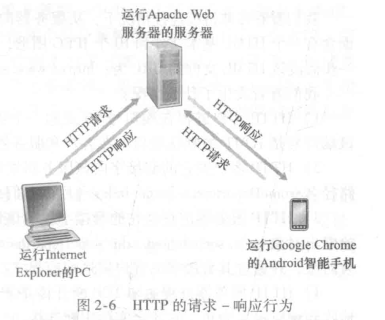 运行Apache Web
服务器的服务器
HTTP请求
HTTP响应
HTTP响应
HTTP请求
运行Internet
Explorer的PC
运行Google Chrome
的Android智能手机
图 2-6 HTTP 的请求－响应行为